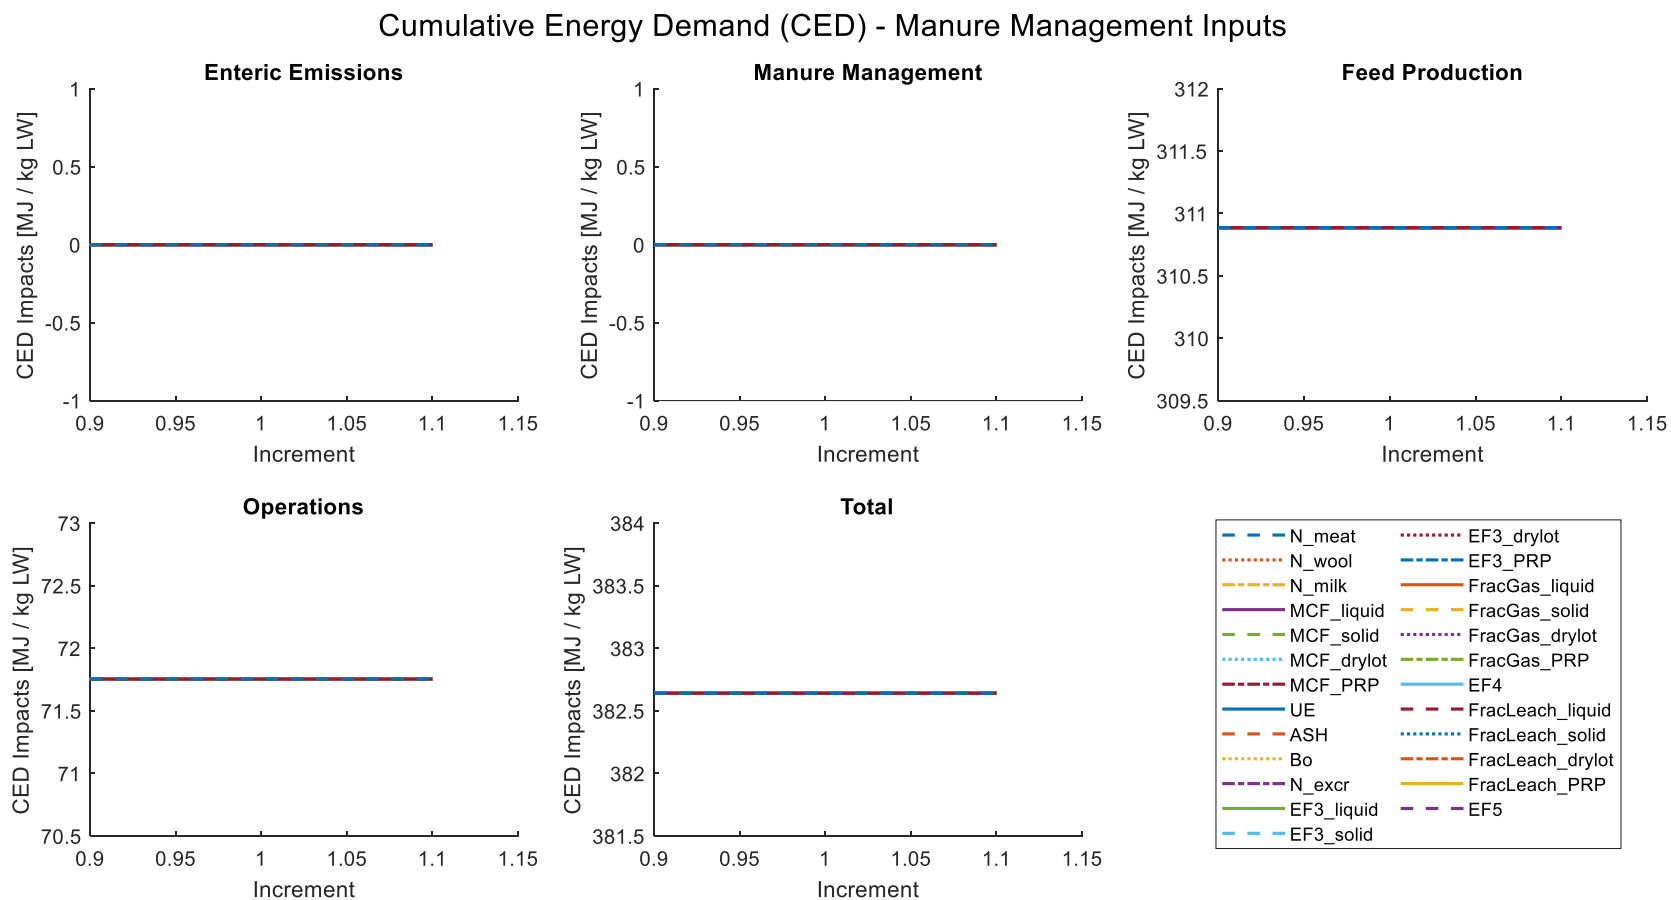 Cumulative Energy Demand (CED) - Manure Management Inputs
Enteric Emissions
CED Impacts [MJ / kg LW]
1
0.5
0
-0.5
-1
0.9 0.95 1 1.05 1.1 1.15
Increment
Manure Management
CED Impacts [MJ / kg LW]
1
0.5
0
-0.5
-1
0.9 0.95 1 1.05 1.1 1.15
Increment
Feed Production
CED Impacts [MJ / kg LW]
312
311.5
311
310.5
310
309.5
0.9 0.95 1 1.05 1.1 1.15
Increment
Operations
CED Impacts [MJ / kg LW]
73
72.5
72
71.5
71
70.5
0.9 0.95 1 1.05 1.1 1.15
Increment
Total
CED Impacts [MJ / kg LW]
384
383.5
383
382.5
382
381.5
0.9 0.95 1 1.05 1.1 1.15
Increment
N_meat
N_wool
N_milk
MCF_liquid
MCF_solid
MCF_drylot
MCF_PRP
UE
ASH
Bo
N_excr
EF3_liquid
EF3_solid
EF3_drylot
EF3_PRP
FracGas_liquid
FracGas_solid
FracGas_drylot
FracGas_PRP
EF4
FracLeach_liquid
FracLeach_solid
FracLeach_drylot
FracLeach_PRP
EF5